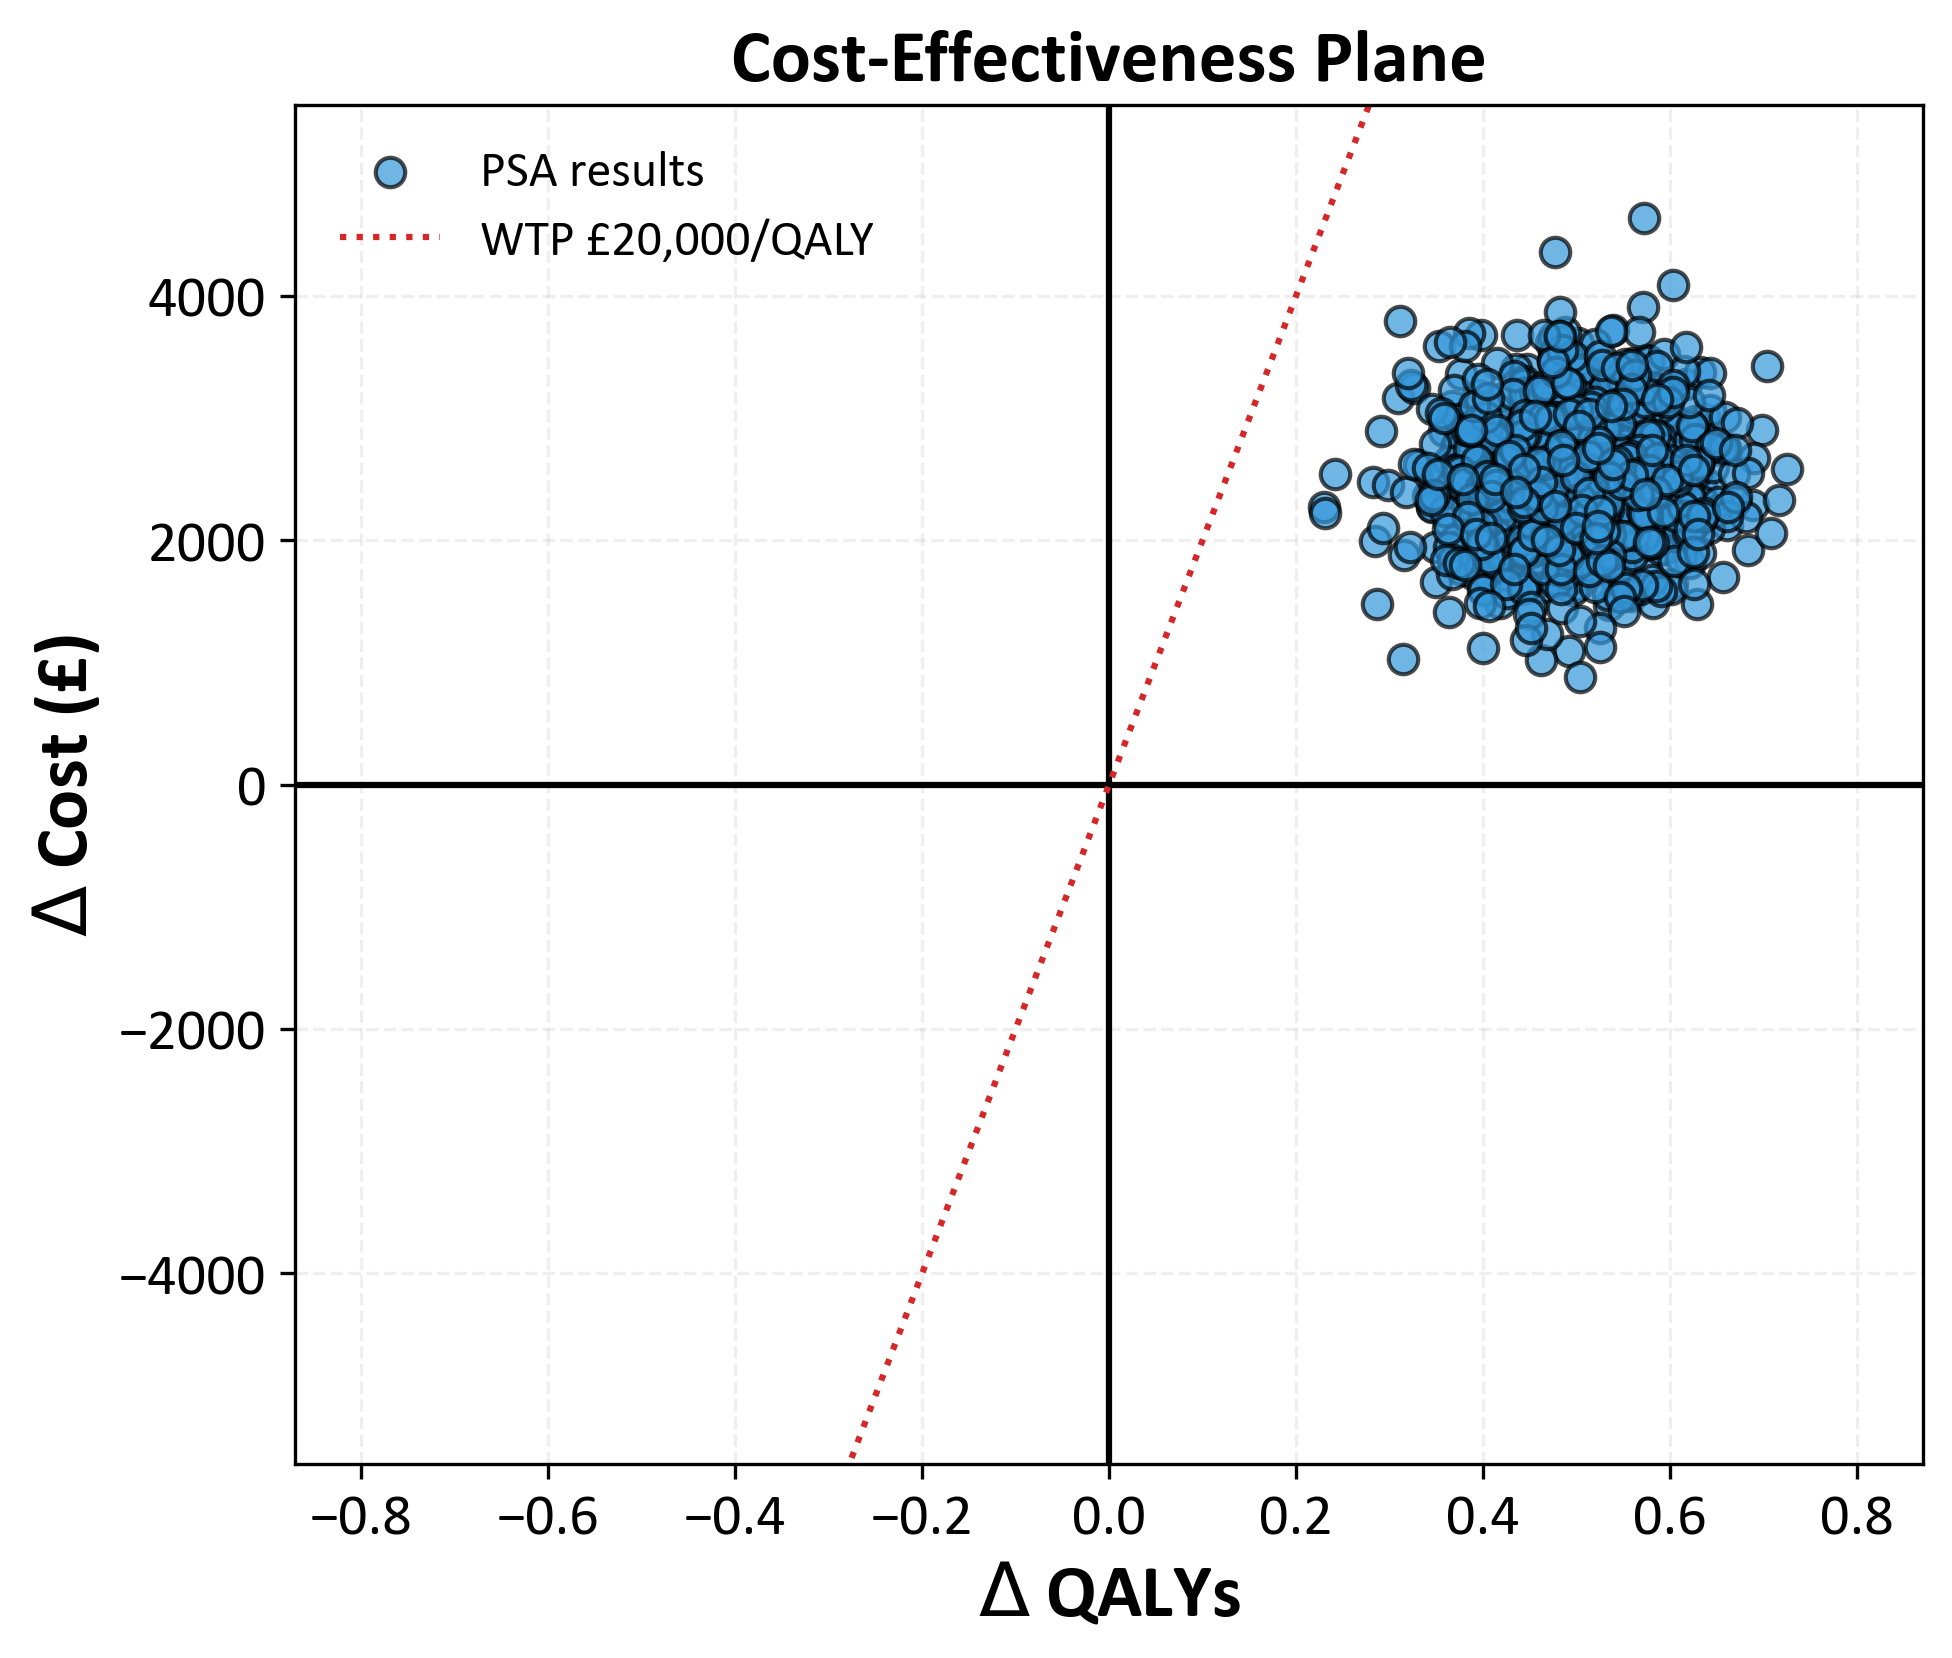 Cost-Effectiveness Plane
PSA results
WTP £20,000/QALY
Δ Cost (£)
4000
2000
0
−2000
−4000
−0.8
−0.6
−0.4
−0.2
0.0
0.2
0.4
0.6
0.8
Δ QALYs